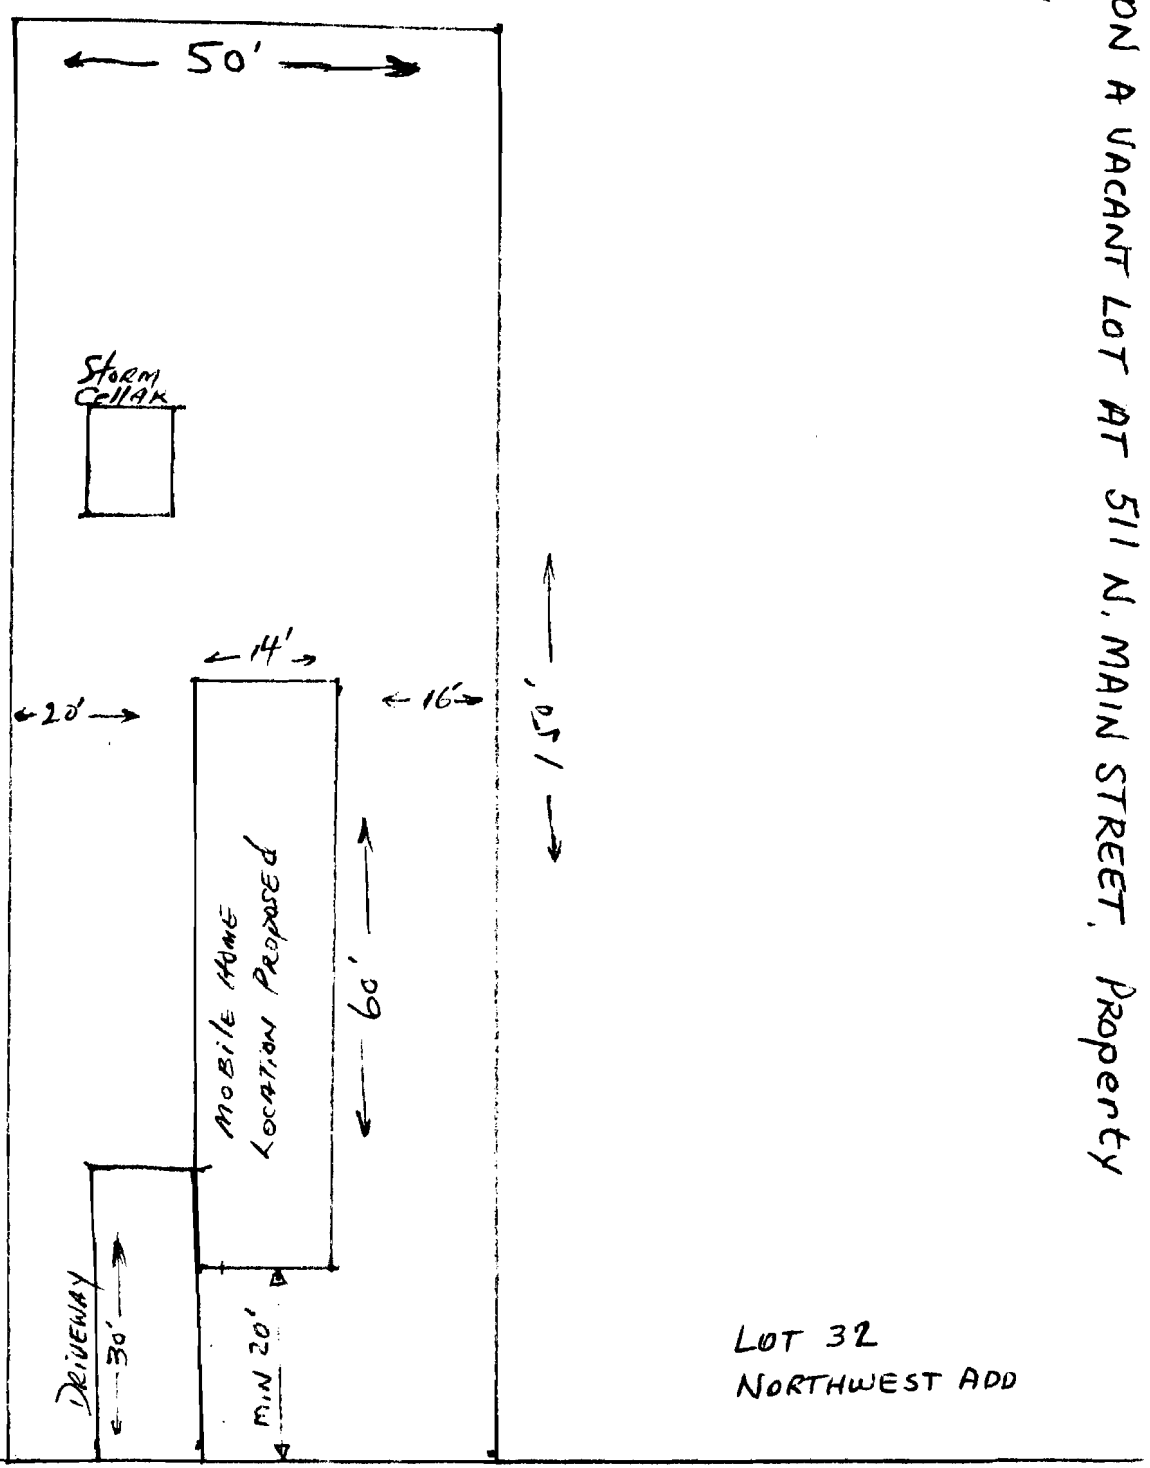 ON A VACANT LOT AT 511 N. MAIN STREET. Property
50'
Storm
CellAR
14'
20'
16'
150'
MOBILE HOME
LOCATION PROPOSEd
60'
DRIVEWAY
30'
MIN 20'
LOT 32
NORTHWEST ADD